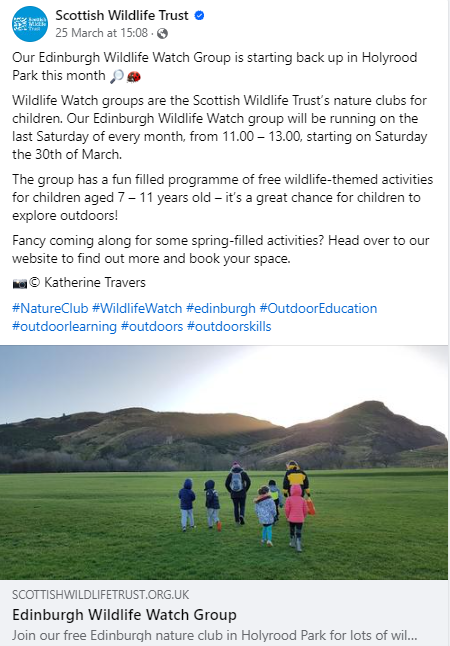 Scottish Wildlife Trust
Scottish Wildlife Trust
25 March at 15:08 ·
Our Edinburgh Wildlife Watch Group is starting back up in Holyrood
Park this month 🔎🐞
Wildlife Watch groups are the Scottish Wildlife Trust's nature clubs for
children. Our Edinburgh Wildlife Watch group will be running on the
last Saturday of every month, from 11.00 – 13.00, starting on Saturday
the 30th of March.
The group has a fun filled programme of free wildlife-themed activities
for children aged 7 – 11 years old – it's a great chance for children to
explore outdoors!
Fancy coming along for some spring-filled activities? Head over to our
website to find out more and book your space.
📷© Katherine Travers
#NatureClub #WildlifeWatch #edinburgh #OutdoorEducation
#outdoorlearning #outdoors #outdoorskills
SCOTTISHWILDLIFETRUST.ORG.UK
Edinburgh Wildlife Watch Group
Join our free Edinburgh nature club in Holyrood Park for lots of wil...